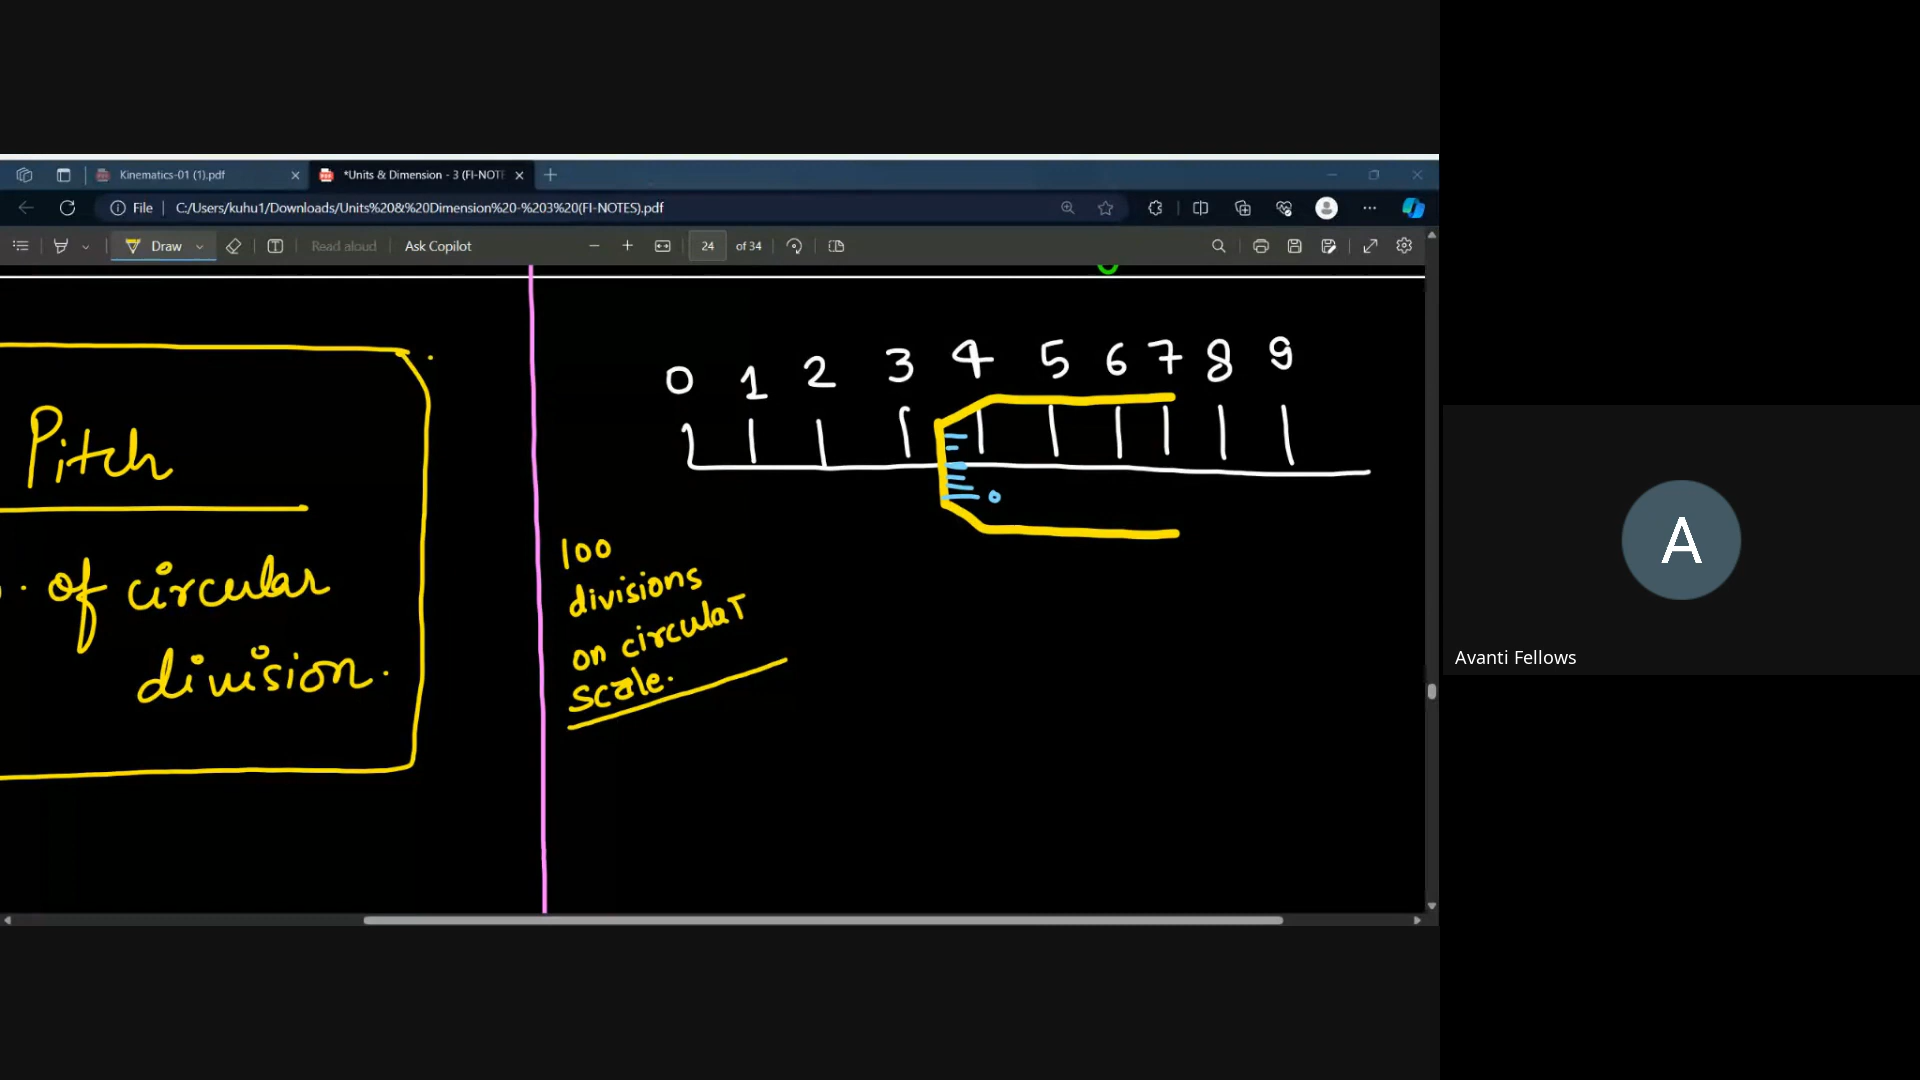 Kinematics-01 (1).pdf
*Units & Dimension - 3 (FI-NOTE
File
C:/Users/kuhu1/Downloads/Units%20&%20Dimension%20-%203%20(FI-NOTES).pdf
Draw
Read aloud
Ask Copilot
24 of 34
Pitch
. of circular
division.
0 1 2 3 4 5 6 7 8 9
0
100
divisions
on circular
scale.
A
Avanti Fellows